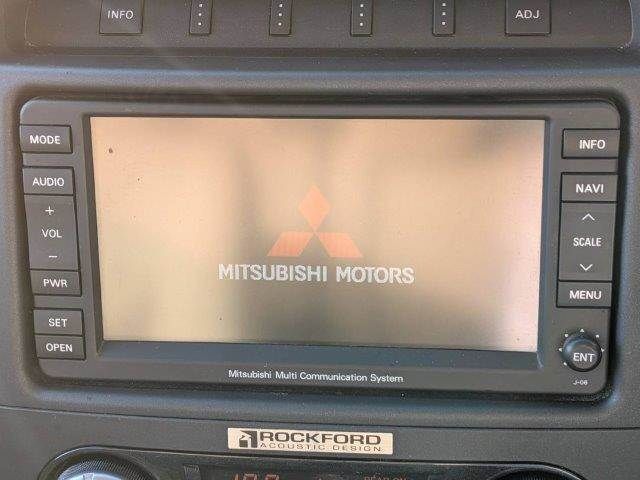 INFO ADJ
MODE
AUDIO
+
VOL
−
PWR
SET
OPEN
MITSUBISHI MOTORS
INFO
NAVI
SCALE
MENU
ENT
J-06
Mitsubishi Multi Communication System
ROCKFORD
ACOUSTIC DESIGN